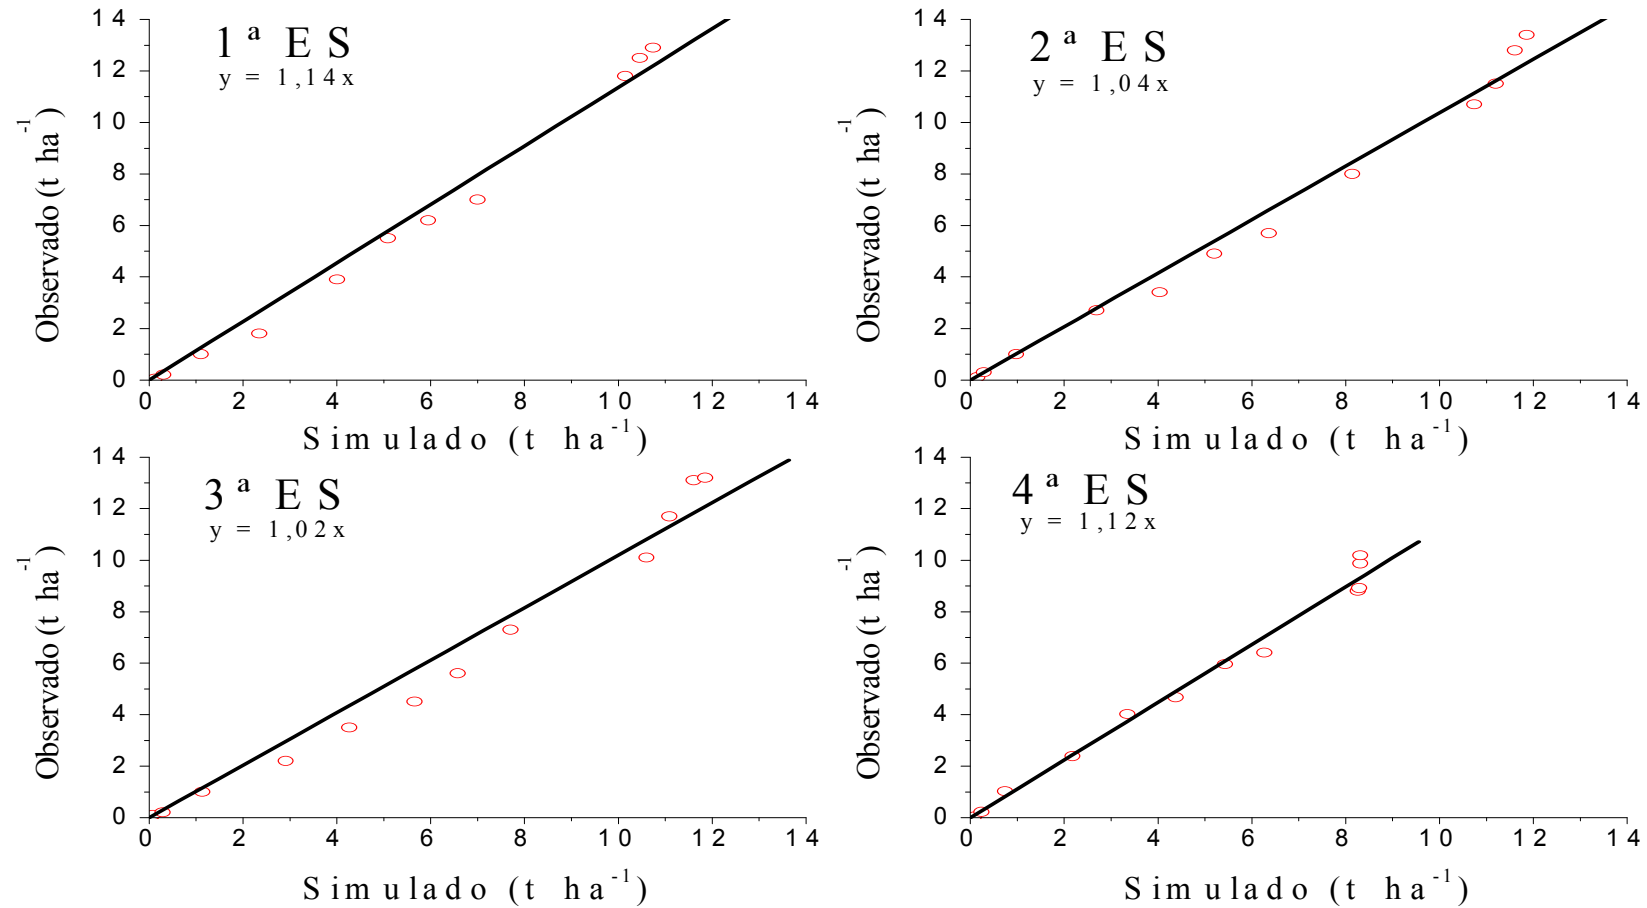 1ª ES
y = 1,14x
14
12
10
8
6
4
2
0
Observado (t ha-1)
0 2 4 6 8 10 12 14
Simulado (t ha-1)
2ª ES
y = 1,04x
14
12
10
8
6
4
2
0
Observado (t ha-1)
0 2 4 6 8 10 12 14
Simulado (t ha-1)
3ª ES
y = 1,02x
14
12
10
8
6
4
2
0
Observado (t ha-1)
0 2 4 6 8 10 12 14
Simulado (t ha-1)
4ª ES
y = 1,12x
14
12
10
8
6
4
2
0
Observado (t ha-1)
0 2 4 6 8 10 12 14
Simulado (t ha-1)